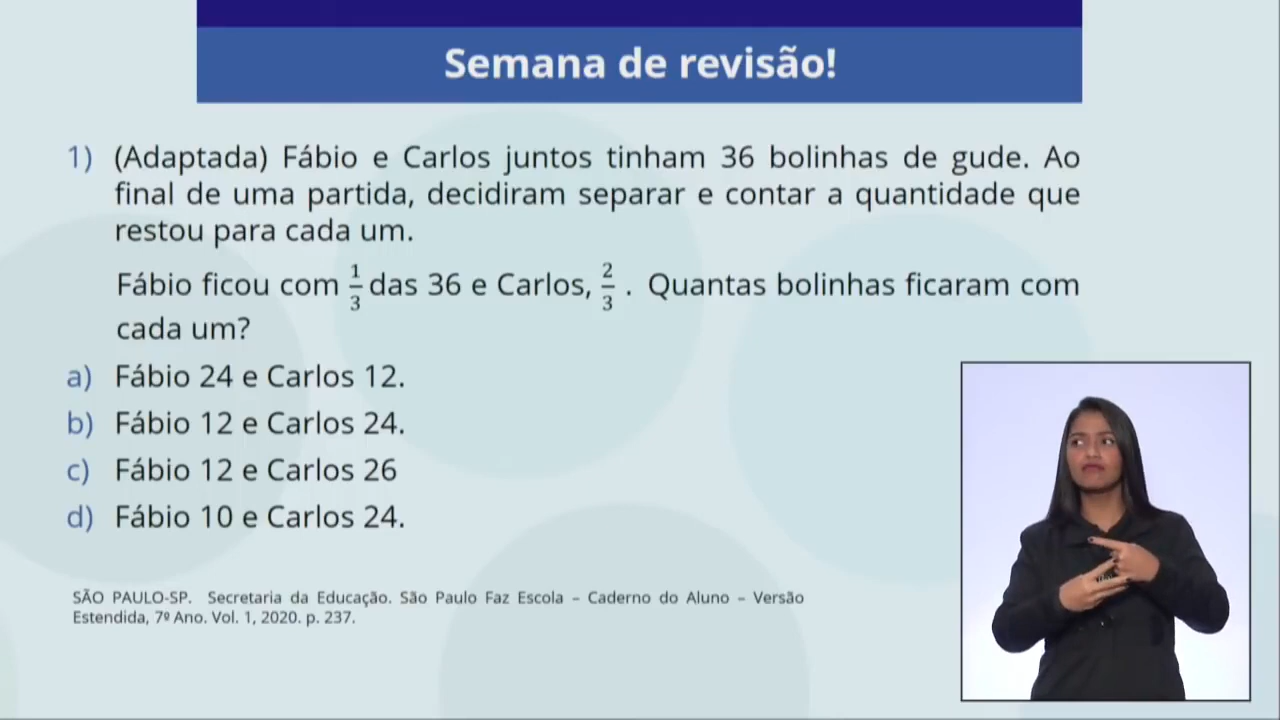 Semana de revisão!
1) (Adaptada) Fábio e Carlos juntos tinham 36 bolinhas de gude. Ao
final de uma partida, decidiram separar e contar a quantidade que
restou para cada um.
Fábio ficou com 1/3 das 36 e Carlos, 2/3 . Quantas bolinhas ficaram com
cada um?
a) Fábio 24 e Carlos 12.
b) Fábio 12 e Carlos 24.
c) Fábio 12 e Carlos 26
d) Fábio 10 e Carlos 24.
SÃO PAULO-SP. Secretaria da Educação. São Paulo Faz Escola – Caderno do Aluno – Versão
Estendida, 7º Ano. Vol. 1, 2020. p. 237.